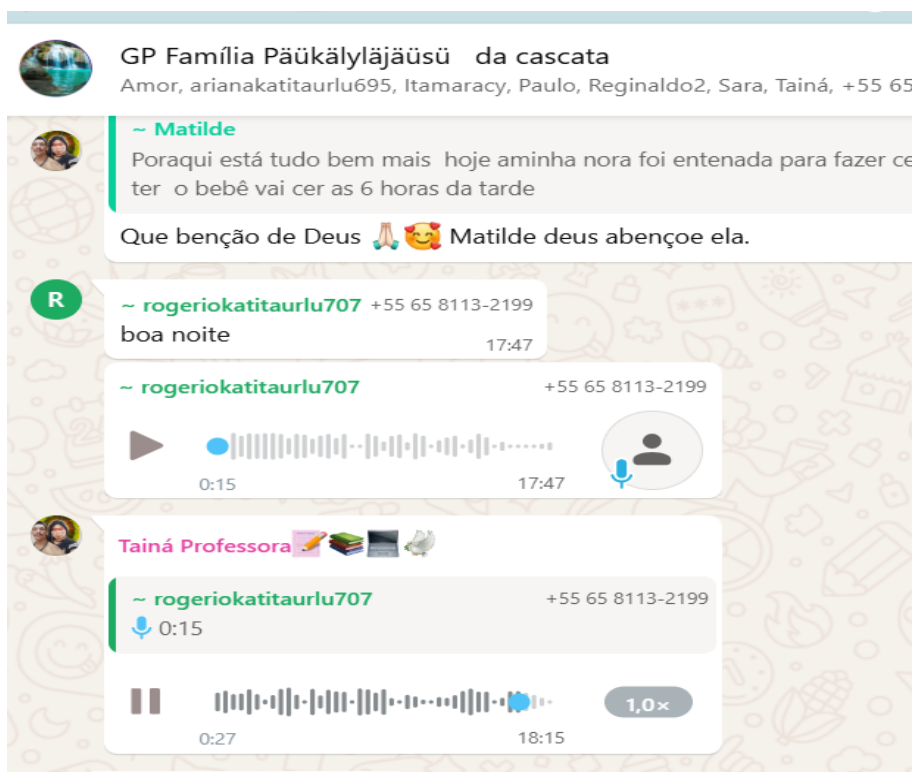 GP Família Päükälyläjäüsü da cascata
Amor, arianakatitaurlu695, Itamaracy, Paulo, Reginaldo2, Sara, Tainá, +55 65
~ Matilde
Poraqui está tudo bem mais hoje aminha nora foi entenada para fazer ce
ter o bebê vai cer as 6 horas da tarde
Que benção de Deus 🙏🏻🥰 Matilde deus abençoe ela.
R
~ rogeriokatitaurlu707 +55 65 8113-2199
boa noite
17:47
~ rogeriokatitaurlu707 +55 65 8113-2199
0:15 17:47
Tainá Professora📝📚💻🕊
~ rogeriokatitaurlu707 +55 65 8113-2199
0:15
1,0×
0:27 18:15